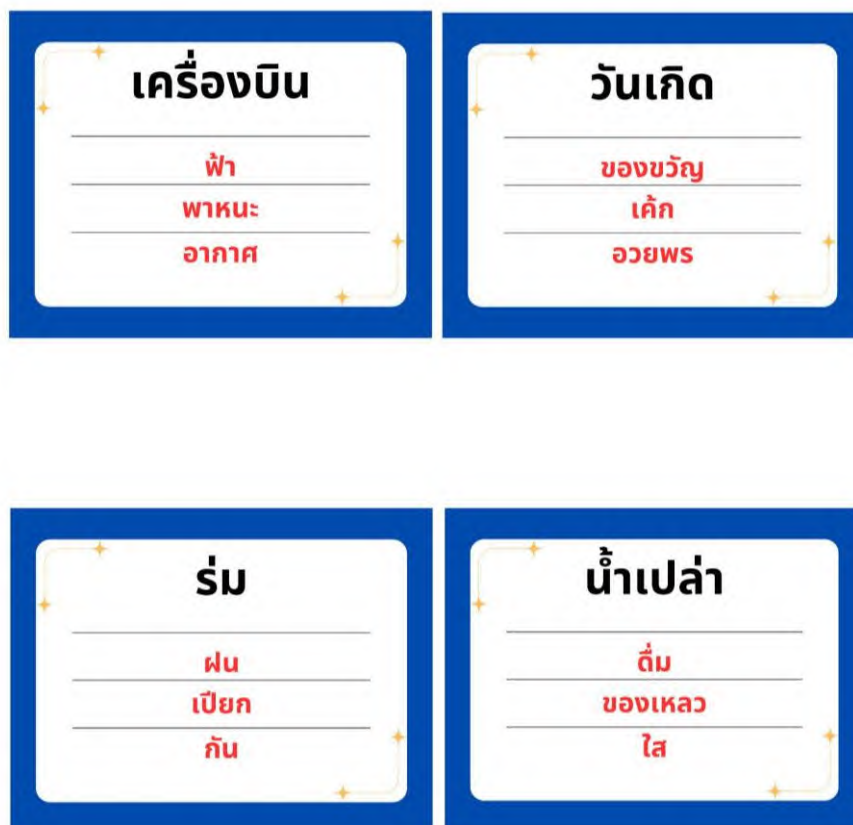 เครื่องบิน
ฟ้า
พาหนะ
อากาศ
วันเกิด
ของขวัญ
เค้ก
อวยพร
ร่ม
ฝน
เปียก
กัน
น้ำเปล่า
ดื่ม
ของเหลว
ใส